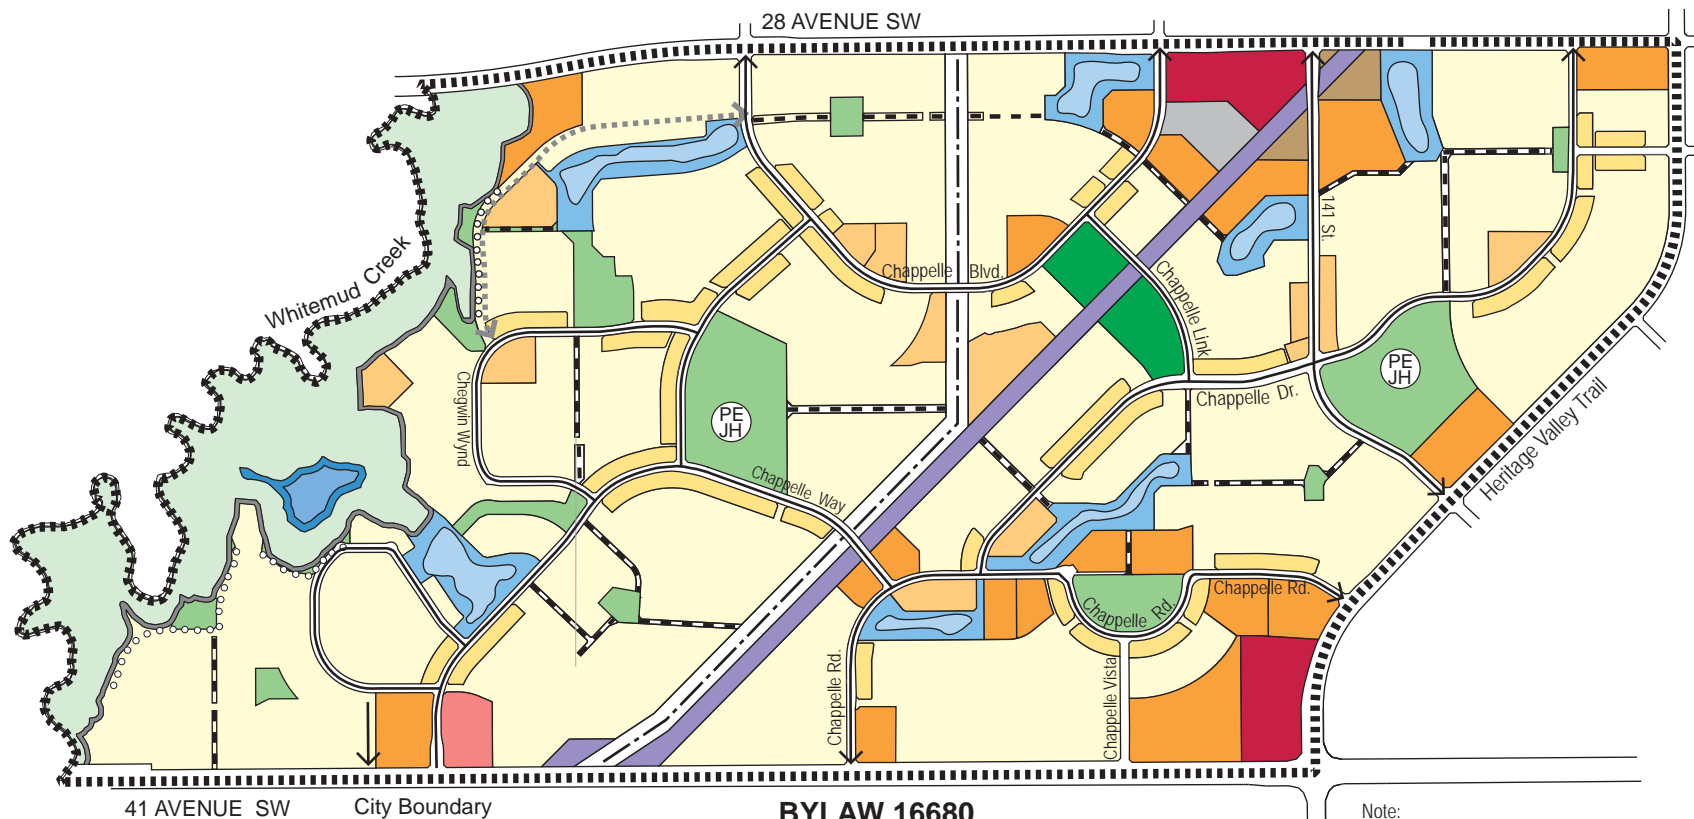 28 AVENUE SW
Whitemud Creek
141 St.
Chappelle Blvd.
Chappelle Link
Chegwin Wynd
PE
JH
PE
JH
Chappelle Dr.
Heritage Valley Trail
Chappelle Way
Chappelle Rd.
Chappelle Rd.
Chappelle Rd.
Chappelle Vista
41 AVENUE SW
City Boundary
BYLAW 16680
Note: